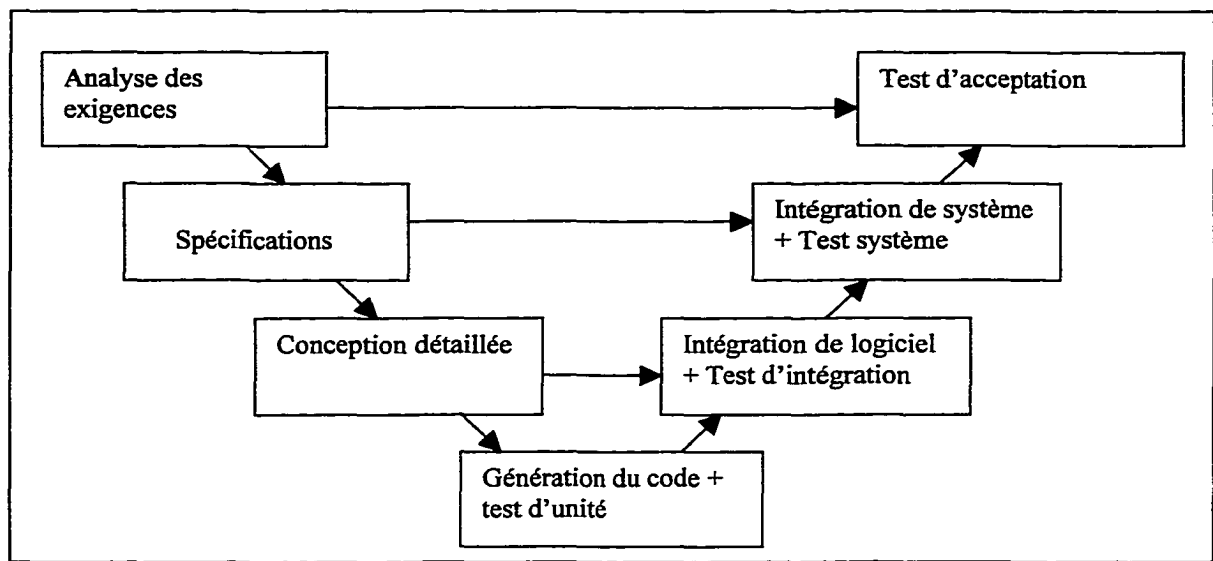 Analyse des
exigences
Test d'acceptation
Spécifications
Intégration de système
+ Test système
Conception détaillée
Intégration de logiciel
+ Test d'intégration
Génération du code +
test d'unité